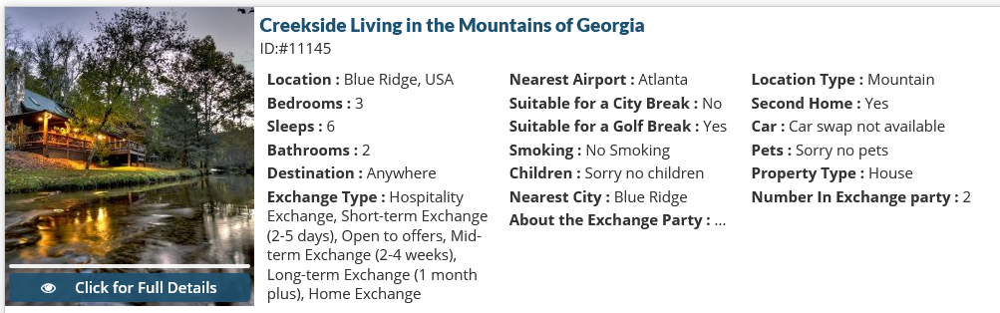 Creekside Living in the Mountains of Georgia
ID:#11145
Location : Blue Ridge, USA
Bedrooms : 3
Sleeps : 6
Bathrooms : 2
Destination : Anywhere
Exchange Type : Hospitality
Exchange, Short-term Exchange
(2-5 days), Open to offers, Mid-
term Exchange (2-4 weeks),
Long-term Exchange (1 month
plus), Home Exchange
Nearest Airport : Atlanta
Suitable for a City Break : No
Suitable for a Golf Break : Yes
Smoking : No Smoking
Children : Sorry no children
Nearest City : Blue Ridge
About the Exchange Party : ...
Location Type : Mountain
Second Home : Yes
Car : Car swap not available
Pets : Sorry no pets
Property Type : House
Number In Exchange party : 2
Click for Full Details